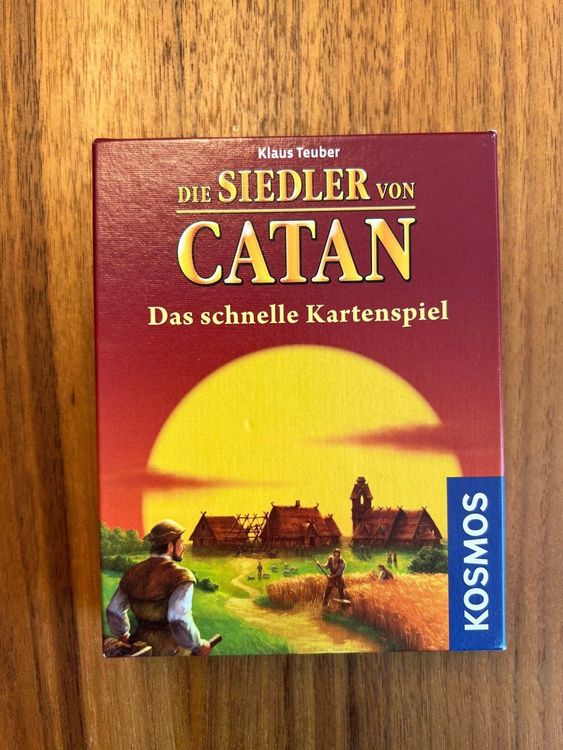 Klaus Teuber
DIE SIEDLER VON
CATAN
Das schnelle Kartenspiel
KOSMOS